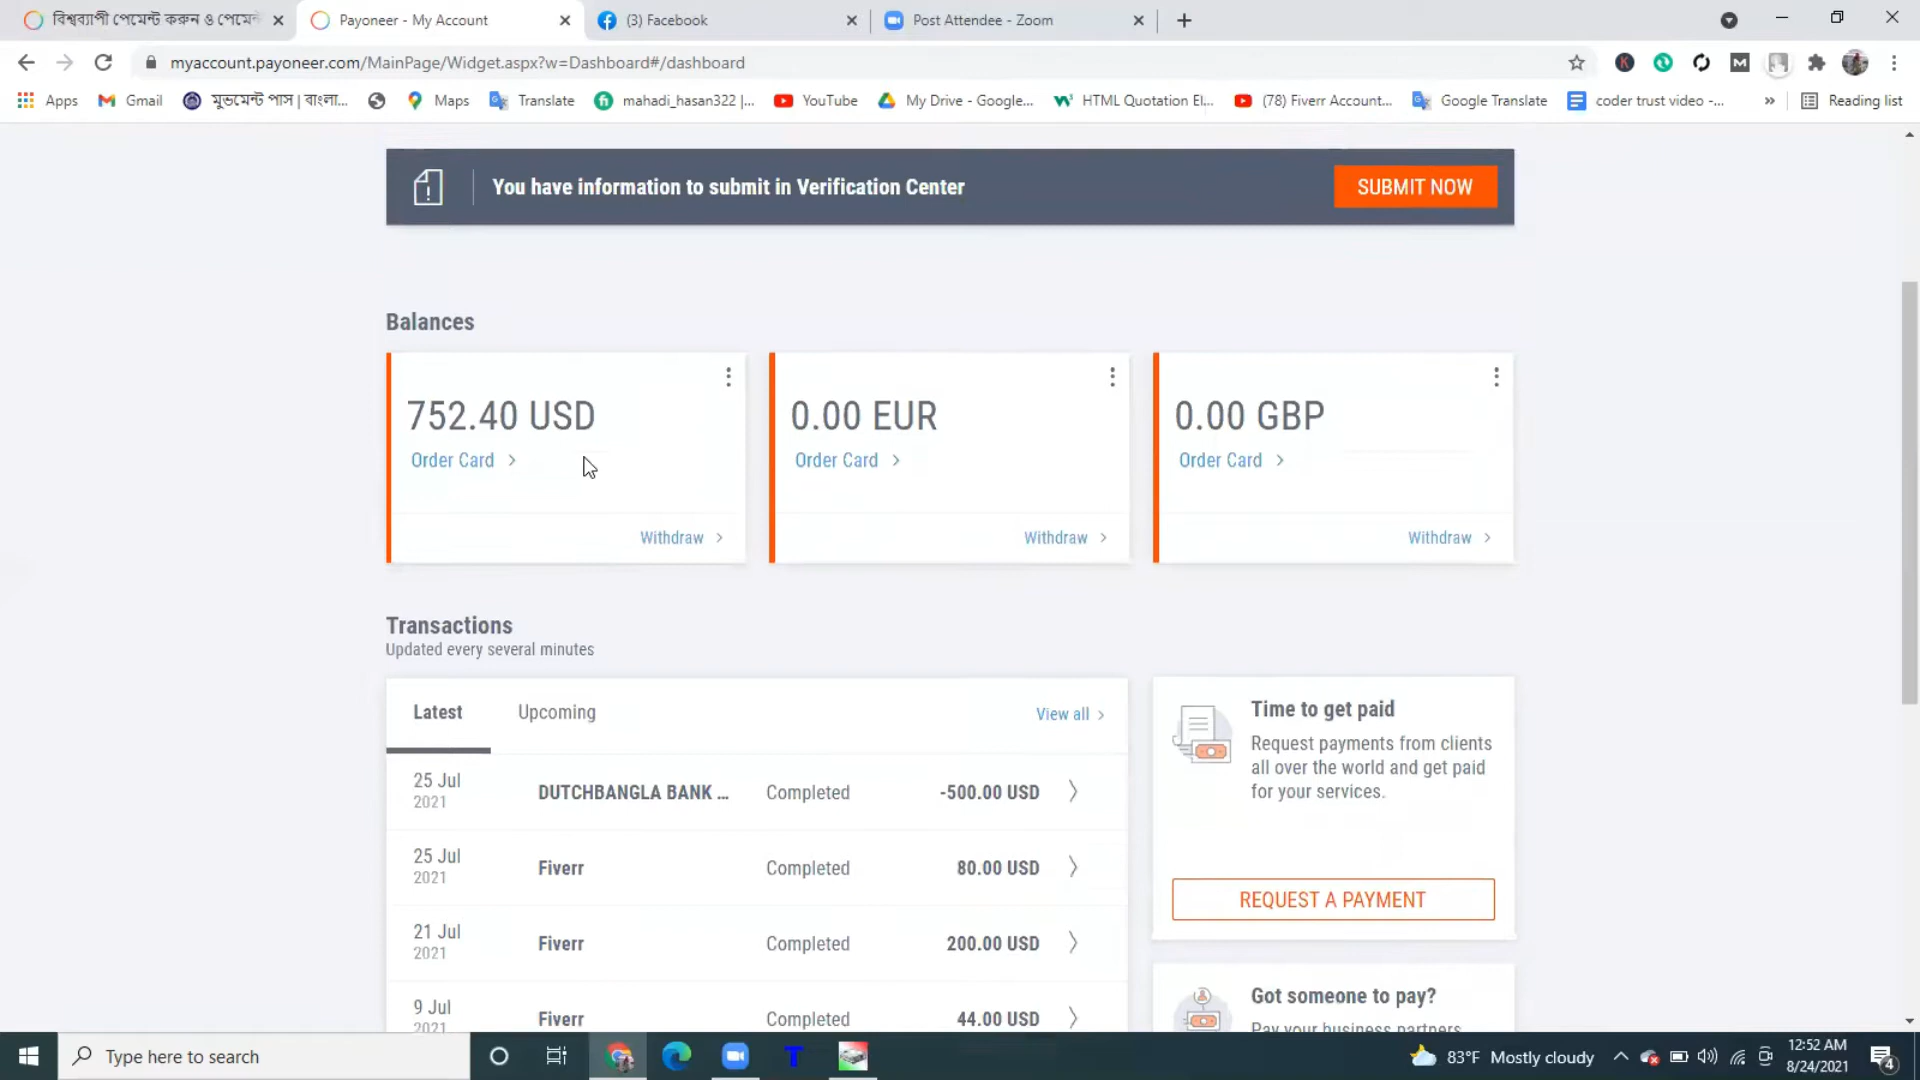 বিশ্বব্যাপী পেমেন্ট করুন ও পেমেন্ট
Payoneer - My Account
(3) Facebook
Post Attendee - Zoom
myaccount.payoneer.com/MainPage/Widget.aspx?w=Dashboard#/dashboard
Apps
Gmail
মুভমেন্ট পাস | বাংলা...
Maps
Translate
mahadi_hasan322 |...
YouTube
My Drive - Google...
HTML Quotation El...
(78) Fiverr Account...
Google Translate
coder trust video -...
Reading list
You have information to submit in Verification Center
SUBMIT NOW
Balances
752.40 USD
0.00 EUR
0.00 GBP
Order Card
Order Card
Order Card
Withdraw
Withdraw
Withdraw
Transactions
Updated every several minutes
Latest
Upcoming
View all
25 Jul
2021
DUTCHBANGLA BANK ...
Completed
-500.00 USD
25 Jul
2021
Fiverr
Completed
80.00 USD
21 Jul
2021
Fiverr
Completed
200.00 USD
9 Jul
2021
Fiverr
Completed
44.00 USD
Time to get paid
Request payments from clients
all over the world and get paid
for your services.
REQUEST A PAYMENT
Got someone to pay?
Pay your business partners
Type here to search
83°F Mostly cloudy
12:52 AM
8/24/2021
4